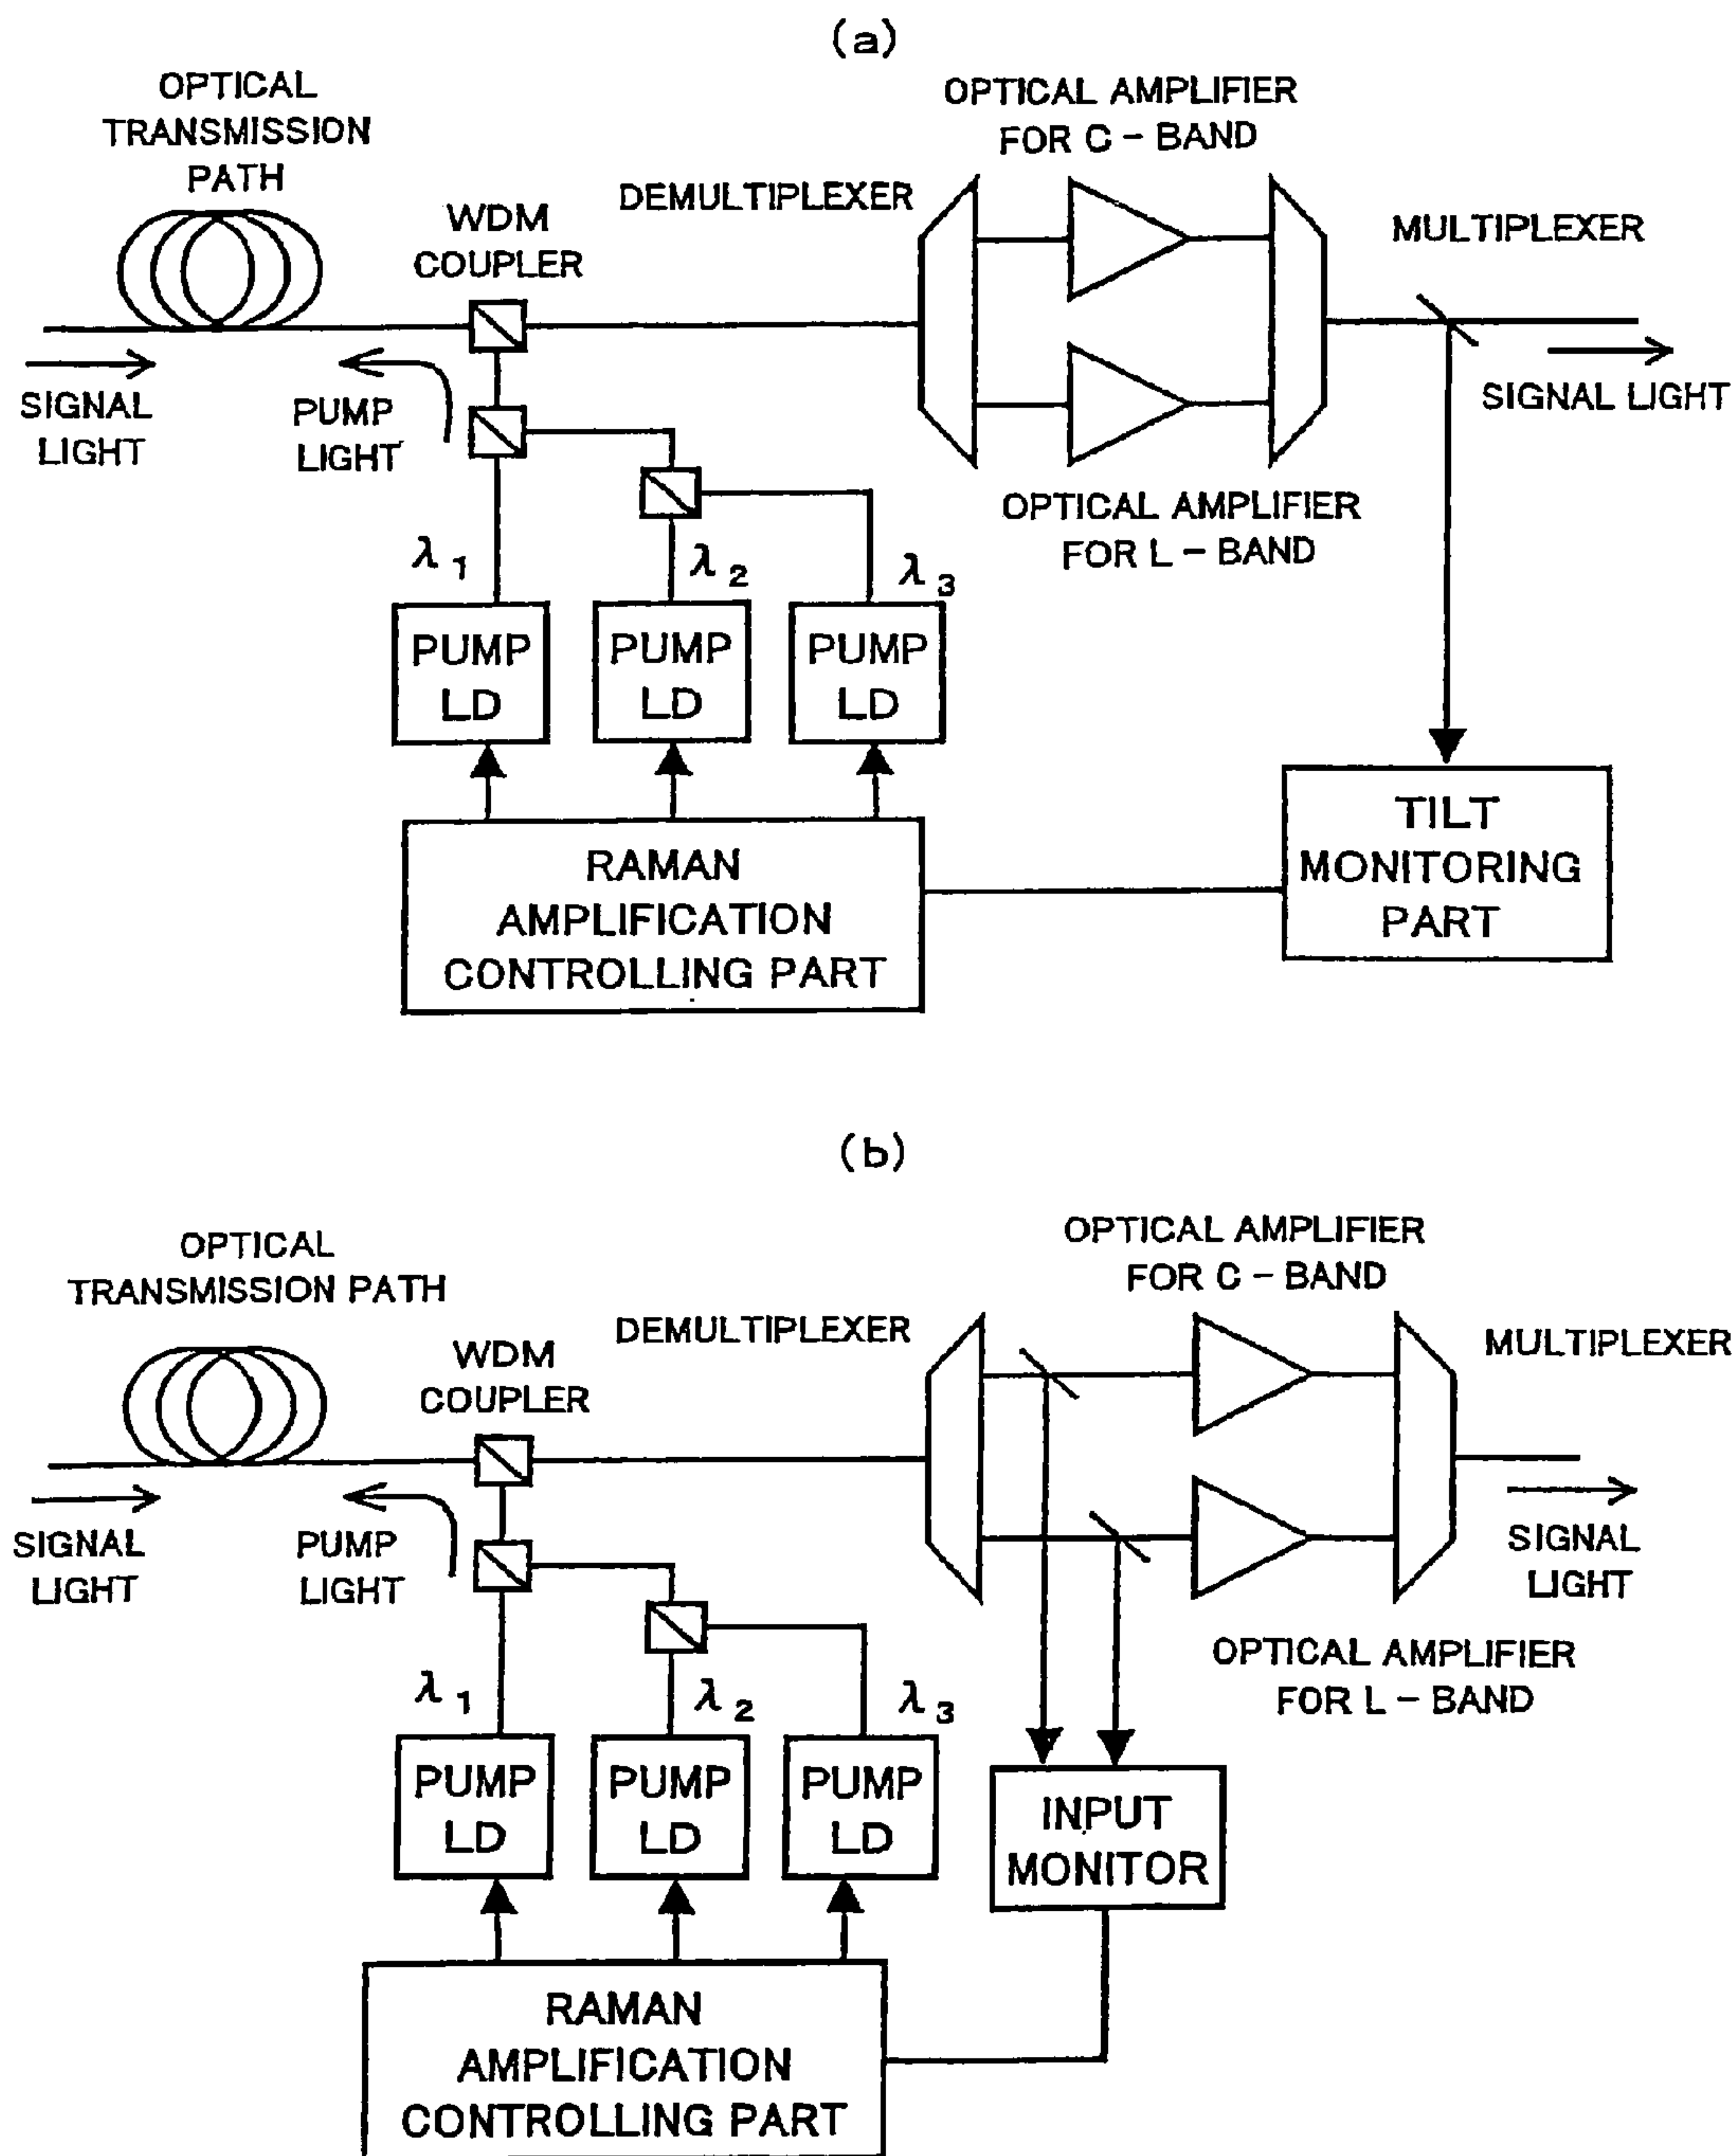 (a)
OPTICAL
TRANSMISSION
PATH
OPTICAL AMPLIFIER
FOR C - BAND
DEMULTIPLEXER
WDM
COUPLER
MULTIPLEXER
SIGNAL
LIGHT
PUMP
LIGHT
SIGNAL LIGHT
OPTICAL AMPLIFIER
FOR L - BAND
λ1
λ2
λ3
PUMP
LD
PUMP
LD
PUMP
LD
TILT
MONITORING
PART
RAMAN
AMPLIFICATION
CONTROLLING PART
(b)
OPTICAL
TRANSMISSION PATH
OPTICAL AMPLIFIER
FOR C - BAND
DEMULTIPLEXER
MULTIPLEXER
WDM
COUPLER
SIGNAL
LIGHT
PUMP
LIGHT
SIGNAL
LIGHT
OPTICAL AMPLIFIER
FOR L - BAND
λ1
λ2
λ3
PUMP
LD
PUMP
LD
PUMP
LD
INPUT
MONITOR
RAMAN
AMPLIFICATION
CONTROLLING PART